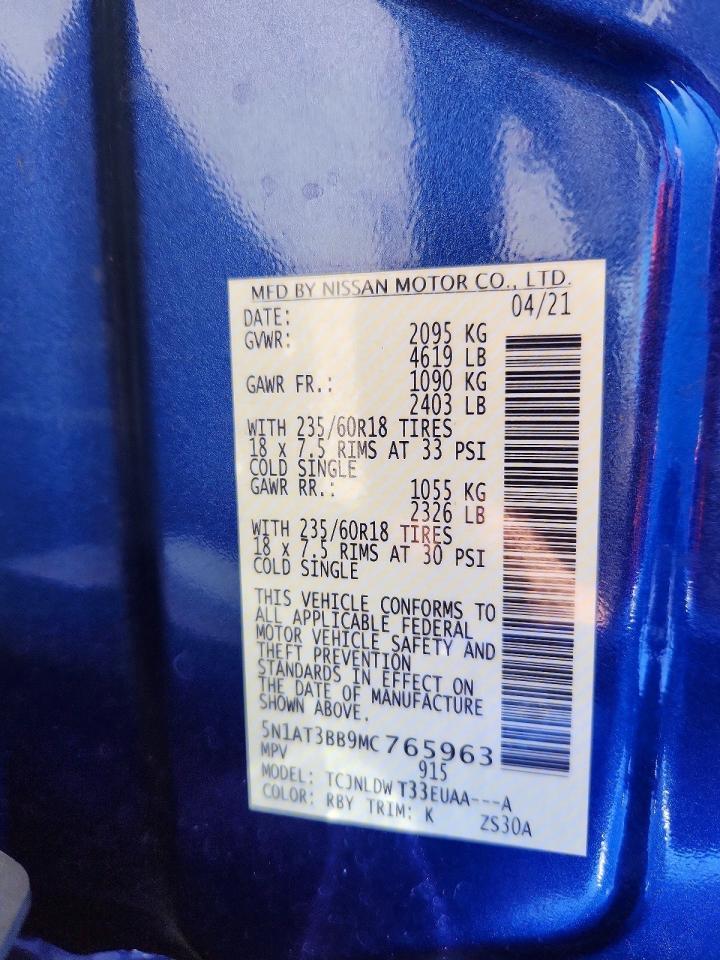 MFD BY NISSAN MOTOR CO., LTD.
DATE: 04/21
GVWR: 2095 KG
4619 LB
GAWR FR.: 1090 KG
2403 LB
WITH 235/60R18 TIRES
18 X 7.5 RIMS AT 33 PSI
COLD SINGLE
GAWR RR.: 1055 KG
2326 LB
WITH 235/60R18 TIRES
18 X 7.5 RIMS AT 30 PSI
COLD SINGLE
THIS VEHICLE CONFORMS TO
ALL APPLICABLE FEDERAL
MOTOR VEHICLE SAFETY AND
THEFT PREVENTION
STANDARDS IN EFFECT ON
THE DATE OF MANUFACTURE
SHOWN ABOVE.
5N1AT3BB9MC765963
MPV 915
MODEL: TCJNLDW T33EUAA---A
COLOR: RBY TRIM: K ZS30A